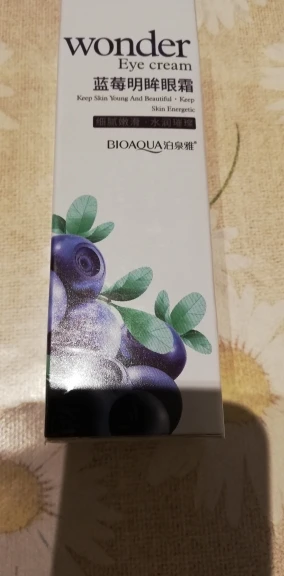 wonder
Eye cream
蓝莓明眸眼霜
Keep Skin Young And Beautiful · Keep
Skin Energetic
BIOAQUA泊泉雅®